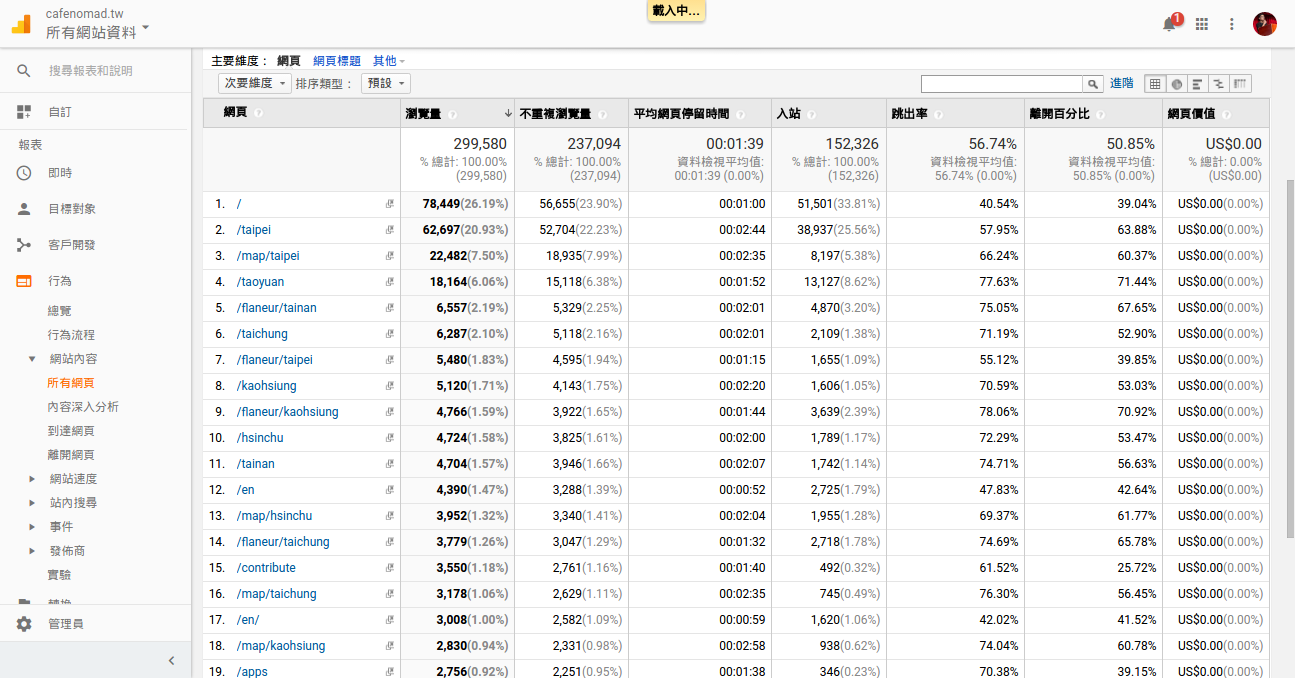 cafenomad.tw
所有網站資料
載入中...
1
搜尋報表和說明
自訂
報表
即時
目標對象
客戶開發
行為
總覽
行為流程
網站內容
所有網頁
內容深入分析
到達網頁
離開網頁
網站速度
站內搜尋
事件
發佈商
實驗
轉換
管理員
主要維度： 網頁 網頁標題 其他
次要維度 排序類型： 預設 進階
網頁 瀏覽量 不重複瀏覽量 平均網頁停留時間 入站 跳出率 離開百分比 網頁價值
299,580 237,094 00:01:39 152,326 56.74% 50.85% US$0.00
% 總計: 100.00% % 總計: 100.00% 資料檢視平均值: % 總計: 100.00% 資料檢視平均值: 資料檢視平均值: % 總計: 0.00%
(299,580) (237,094) 00:01:39 (0.00%) (152,326) 56.74% (0.00%) 50.85% (0.00%) (US$0.00)
1. / 78,449(26.19%) 56,655(23.90%) 00:01:00 51,501(33.81%) 40.54% 39.04% US$0.00(0.00%)
2. /taipei 62,697(20.93%) 52,704(22.23%) 00:02:44 38,937(25.56%) 57.95% 63.88% US$0.00(0.00%)
3. /map/taipei 22,482(7.50%) 18,935(7.99%) 00:02:35 8,197(5.38%) 66.24% 60.37% US$0.00(0.00%)
4. /taoyuan 18,164(6.06%) 15,118(6.38%) 00:01:52 13,127(8.62%) 77.63% 71.44% US$0.00(0.00%)
5. /flaneur/tainan 6,557(2.19%) 5,329(2.25%) 00:02:01 4,870(3.20%) 75.05% 67.65% US$0.00(0.00%)
6. /taichung 6,287(2.10%) 5,118(2.16%) 00:02:01 2,109(1.38%) 71.19% 52.90% US$0.00(0.00%)
7. /flaneur/taipei 5,480(1.83%) 4,595(1.94%) 00:01:15 1,655(1.09%) 55.12% 39.85% US$0.00(0.00%)
8. /kaohsiung 5,120(1.71%) 4,143(1.75%) 00:02:20 1,606(1.05%) 70.59% 53.03% US$0.00(0.00%)
9. /flaneur/kaohsiung 4,766(1.59%) 3,922(1.65%) 00:01:44 3,639(2.39%) 78.06% 70.92% US$0.00(0.00%)
10. /hsinchu 4,724(1.58%) 3,825(1.61%) 00:02:00 1,789(1.17%) 72.29% 53.47% US$0.00(0.00%)
11. /tainan 4,704(1.57%) 3,946(1.66%) 00:02:07 1,742(1.14%) 74.71% 56.63% US$0.00(0.00%)
12. /en 4,390(1.47%) 3,288(1.39%) 00:00:52 2,725(1.79%) 47.83% 42.64% US$0.00(0.00%)
13. /map/hsinchu 3,952(1.32%) 3,340(1.41%) 00:02:04 1,955(1.28%) 69.37% 61.77% US$0.00(0.00%)
14. /flaneur/taichung 3,779(1.26%) 3,047(1.29%) 00:01:32 2,718(1.78%) 74.69% 65.78% US$0.00(0.00%)
15. /contribute 3,550(1.18%) 2,761(1.16%) 00:01:40 492(0.32%) 61.52% 25.72% US$0.00(0.00%)
16. /map/taichung 3,178(1.06%) 2,629(1.11%) 00:02:35 745(0.49%) 76.30% 56.45% US$0.00(0.00%)
17. /en/ 3,008(1.00%) 2,582(1.09%) 00:00:59 1,620(1.06%) 42.02% 41.52% US$0.00(0.00%)
18. /map/kaohsiung 2,830(0.94%) 2,331(0.98%) 00:02:58 938(0.62%) 74.04% 60.78% US$0.00(0.00%)
19. /apps 2,756(0.92%) 2,251(0.95%) 00:01:38 346(0.23%) 70.38% 39.15% US$0.00(0.00%)